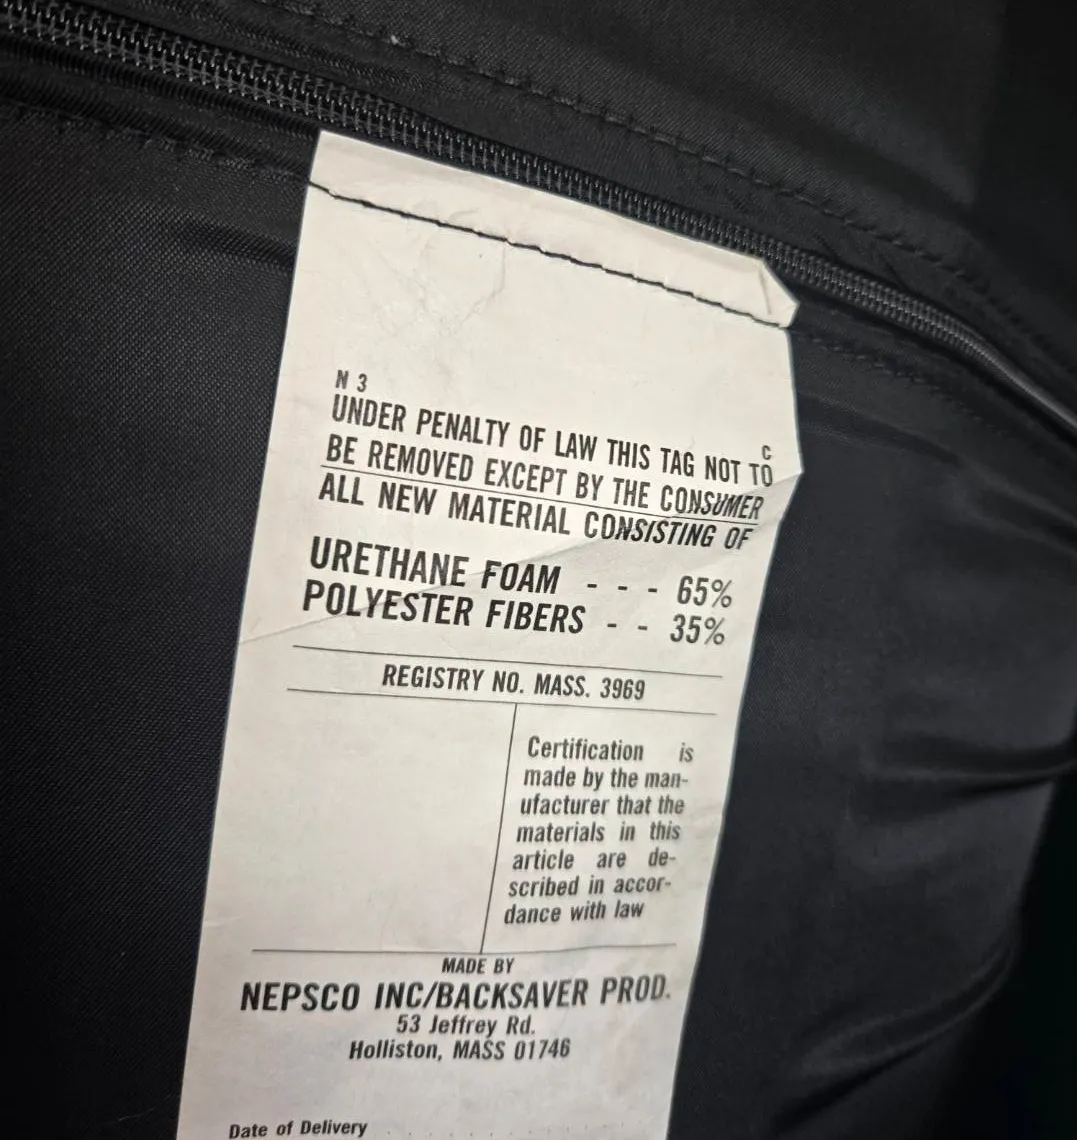 N 3
C
UNDER PENALTY OF LAW THIS TAG NOT TO
BE REMOVED EXCEPT BY THE CONSUMER
ALL NEW MATERIAL CONSISTING OF
URETHANE FOAM - - - 65%
POLYESTER FIBERS - - 35%
REGISTRY NO. MASS. 3969
Certification is
made by the man-
ufacturer that the
materials in this
article are de-
scribed in accor-
dance with law
MADE BY
NEPSCO INC/BACKSAVER PROD.
53 Jeffrey Rd.
Holliston, MASS 01746
Date of Delivery . . . . . . . .